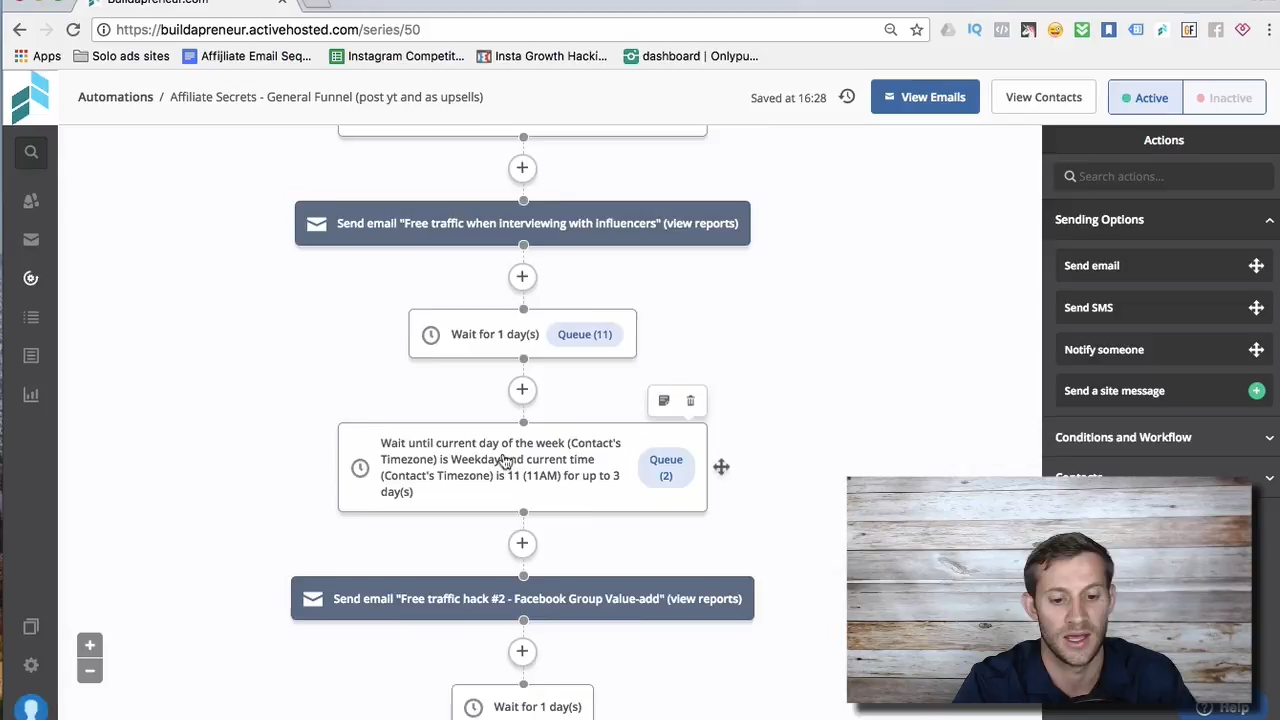 buildapreneur.com
https://buildapreneur.activehosted.com/series/50
Apps
Solo ads sites
Affijliate Email Seq...
Instagram Competit...
Insta Growth Hacki...
dashboard | Onlypu...
Automations / Affiliate Secrets - General Funnel (post yt and as upsells)
Saved at 16:28
View Emails
View Contacts
Active
Inactive
Actions
Search actions...
Sending Options
Send email
Send SMS
Notify someone
Send a site message
Conditions and Workflow
Contacts
Send email "Free traffic when interviewing with influencers" (view reports)
Wait for 1 day(s)
Queue (11)
Wait until current day of the week (Contact's
Timezone) is Weekday and current time
(Contact's Timezone) is 11 (11AM) for up to 3
day(s)
Queue
(2)
Send email "Free traffic hack #2 - Facebook Group Value-add" (view reports)
Wait for 1 day(s)
Help
IQ
GF